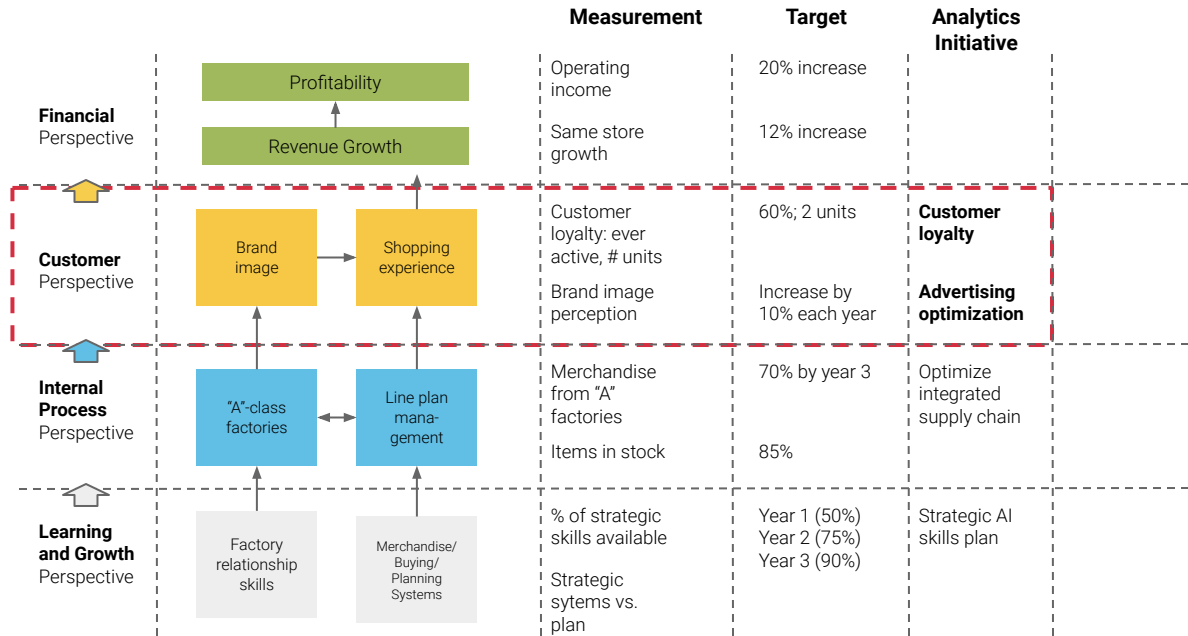 Measurement
Target
Analytics
Initiative
Financial
Perspective
Profitability
Revenue Growth
Operating
income
20% increase
Same store
growth
12% increase
Customer
Perspective
Brand
image
Shopping
experience
Customer
loyalty: ever
active, # units
60%; 2 units
Customer
loyalty
Brand image
perception
Increase by
10% each year
Advertising
optimization
Internal
Process
Perspective
“A”-class
factories
Line plan
mana-
gement
Merchandise
from “A”
factories
70% by year 3
Optimize
integrated
supply chain
Items in stock
85%
Learning
and Growth
Perspective
Factory
relationship
skills
Merchandise/
Buying/
Planning
Systems
% of strategic
skills available
Year 1 (50%)
Year 2 (75%)
Year 3 (90%)
Strategic AI
skills plan
Strategic
sytems vs.
plan